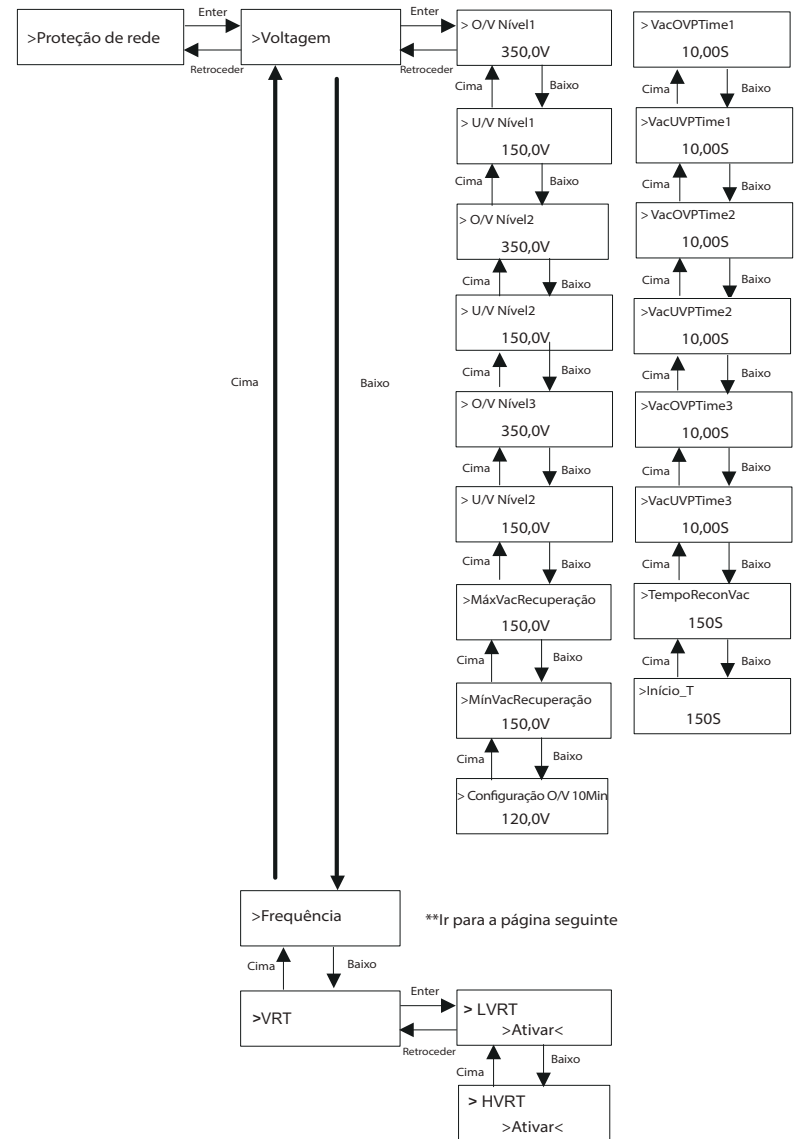 >Proteção de rede
Enter
Retroceder
>Voltagem
Enter
Retroceder
> O/V Nível1
350,0V
Cima
Baixo
> U/V Nível1
150,0V
Cima
Baixo
> O/V Nível2
350,0V
Cima
Baixo
> U/V Nível2
150,0V
Cima
Baixo
> O/V Nível3
350,0V
Cima
Baixo
> U/V Nível2
150,0V
Cima
Baixo
>MáxVacRecuperação
150,0V
Cima
Baixo
>MínVacRecuperação
150,0V
Cima
Baixo
> Configuração O/V 10Min
120,0V
> VacOVPTime1
10,00S
Cima
Baixo
>VacUVPTime1
10,00S
Cima
Baixo
> VacOVPTime2
10,00S
Cima
Baixo
>VacUVPTime2
10,00S
Cima
Baixo
>VacOVPTime3
10,00S
Cima
Baixo
>VacUVPTime3
10,00S
Cima
Baixo
>TempoReconVac
150S
Cima
Baixo
>Início_T
150S
Cima
Baixo
>Frequência
**Ir para a página seguinte
Cima
Baixo
>VRT
Enter
Retroceder
> LVRT
>Ativar<
Cima
Baixo
> HVRT
>Ativar<